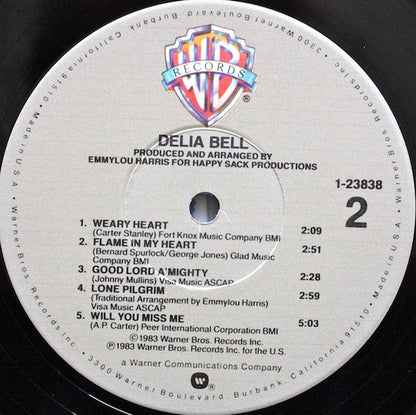 WB
RECORDS
®
DELIA BELL
PRODUCED AND ARRANGED BY
EMMYLOU HARRIS FOR HAPPY SACK PRODUCTIONS
1-23838
2
1. WEARY HEART 2:09
(Carter Stanley) Fort Knox Music Company BMI
2. FLAME IN MY HEART 2:51
(Bernard Spurlock/George Jones) Glad Music
Company BMI
3. GOOD LORD A'MIGHTY 2:28
(Johnny Mullins) Visa Music ASCAP
4. LONE PILGRIM 2:59
(Traditional Arrangement by Emmylou Harris)
Visa Music ASCAP
5. WILL YOU MISS ME 5:03
(A.P. Carter) Peer International Corporation BMI
©1983 Warner Bros. Records Inc.
℗1983 Warner Bros. Records Inc. for the U.S.
a Warner Communications Company
3300 Warner Boulevard, Burbank, California 91510 • Made in U.S.A. • Warner Bros. Records Inc. • 3300 Warner Boulevard, Burbank, California 91510 • Made in U.S.A. • Warner Bros. Records Inc. •